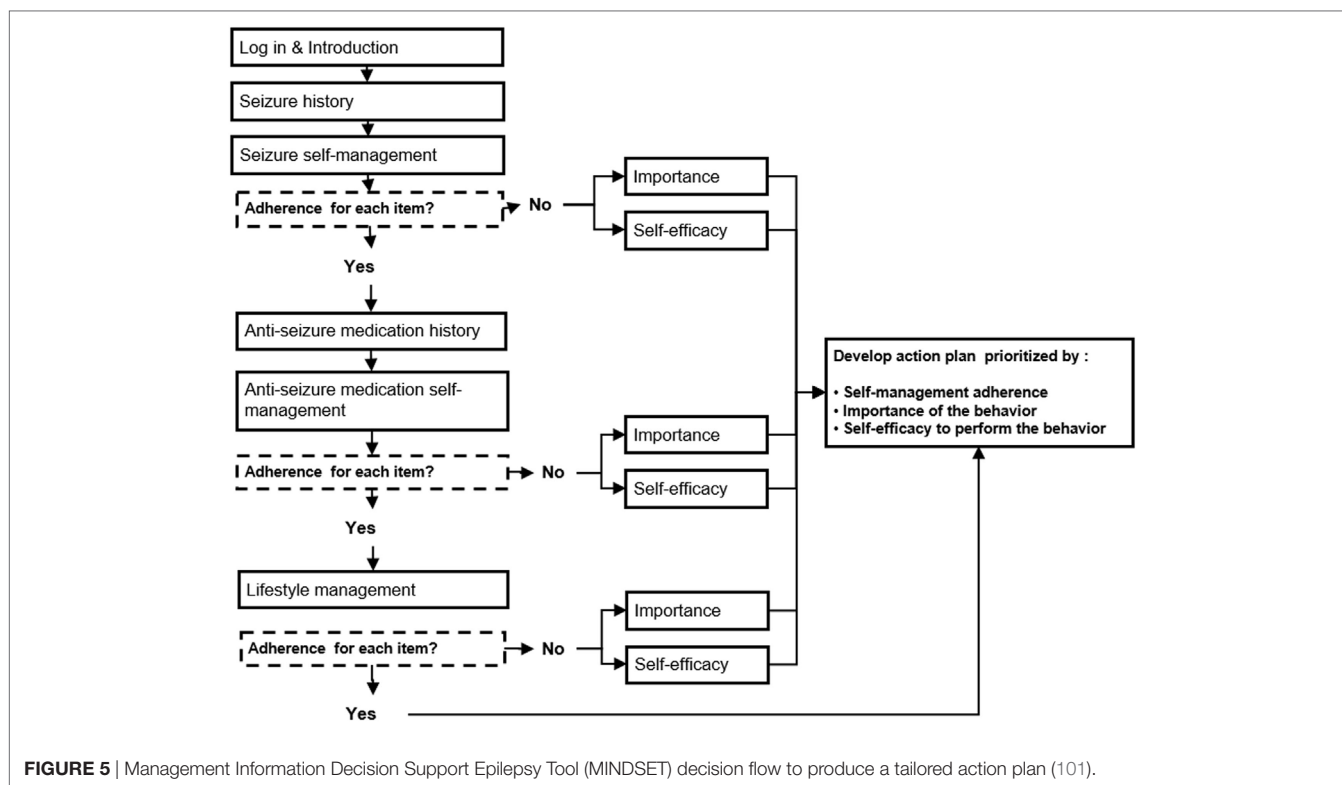 Log in & Introduction
Seizure history
Seizure self-management
Adherence for each item?
No
Importance
Self-efficacy
Yes
Anti-seizure medication history
Anti-seizure medication self-
management
Adherence for each item?
No
Importance
Self-efficacy
Yes
Lifestyle management
Adherence for each item?
No
Importance
Self-efficacy
Yes
Develop action plan prioritized by :
• Self-management adherence
• Importance of the behavior
• Self-efficacy to perform the behavior
FIGURE 5 | Management Information Decision Support Epilepsy Tool (MINDSET) decision flow to produce a tailored action plan (101).